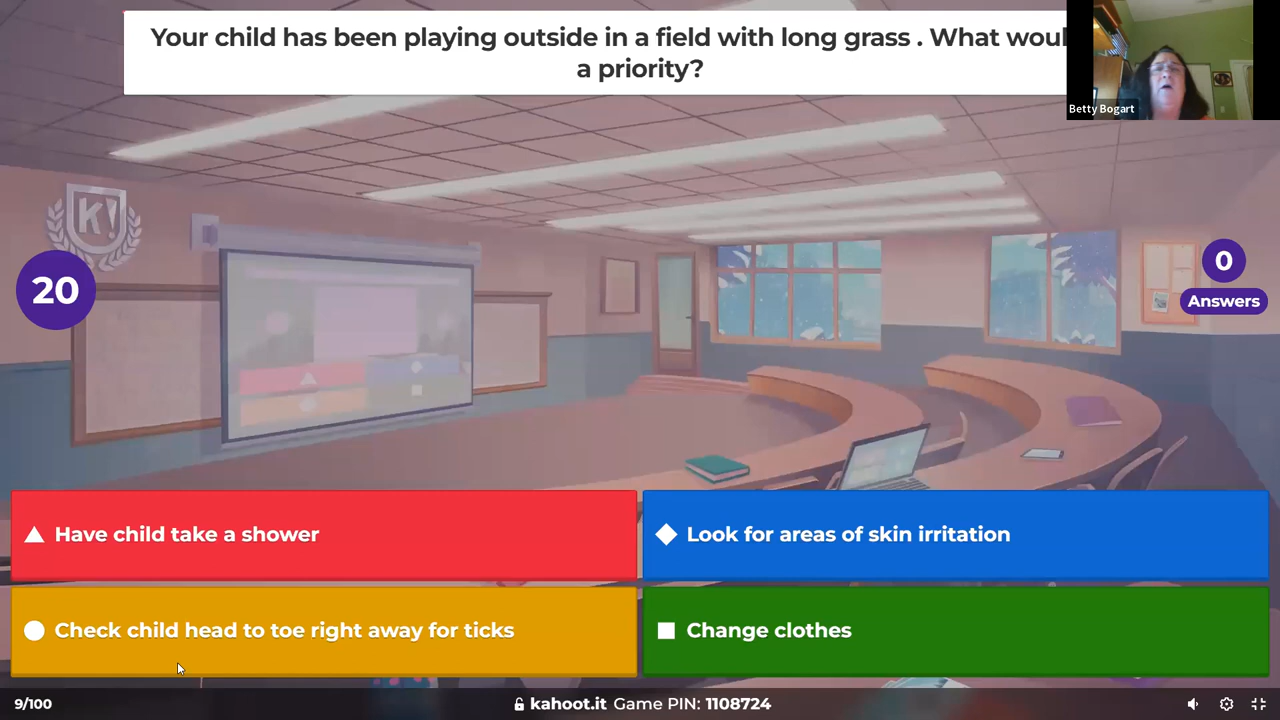 Your child has been playing outside in a field with long grass . What
a priority?
Betty Bogart
K!
20
0
Answers
Have child take a shower
Look for areas of skin irritation
Check child head to toe right away for ticks
Change clothes
9/100
kahoot.it Game PIN: 1108724